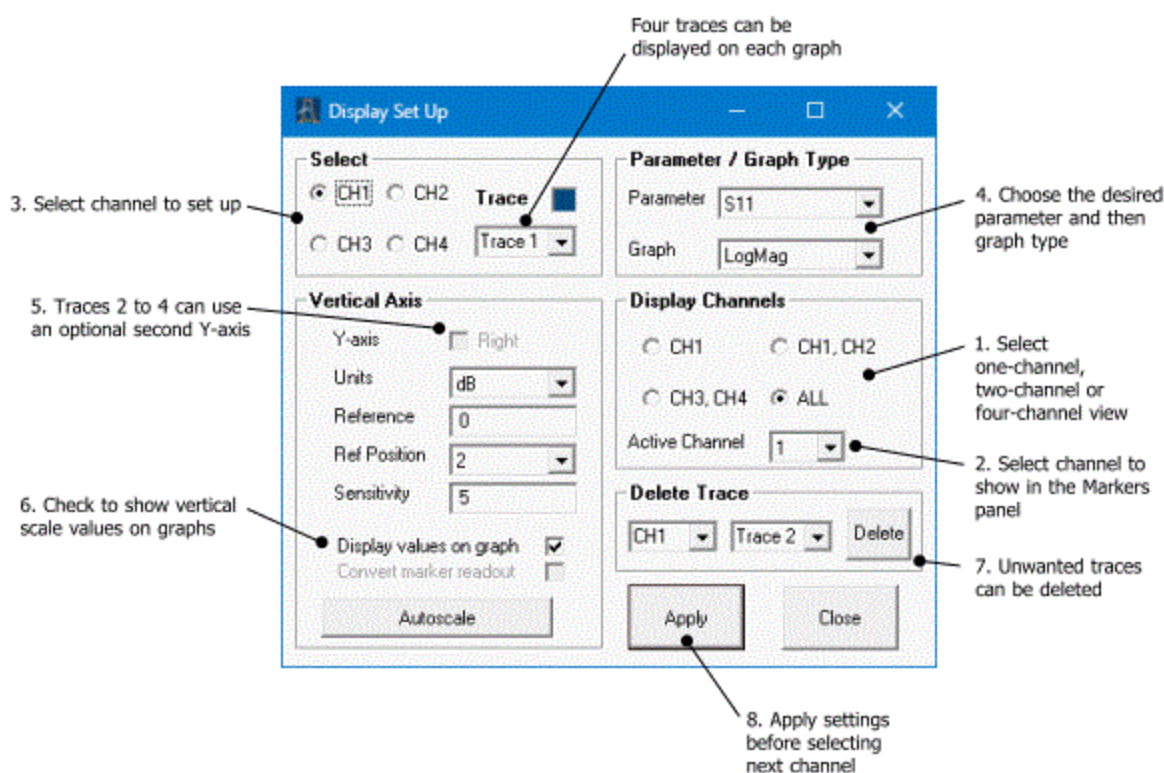 Four traces can be
displayed on each graph
Display Set Up
Select
CH1 CH2 Trace
CH3 CH4 Trace 1
3. Select channel to set up
Parameter / Graph Type
Parameter S11
Graph LogMag
4. Choose the desired
parameter and then
graph type
5. Traces 2 to 4 can use
an optional second Y-axis
Vertical Axis
Y-axis Right
Units dB
Reference 0
Ref Position 2
Sensitivity 5
6. Check to show vertical
scale values on graphs
Display values on graph
Convert marker readout
Autoscale
Display Channels
CH1 CH1, CH2
CH3, CH4 ALL
Active Channel 1
1. Select
one-channel,
two-channel or
four-channel view
2. Select channel to
show in the Markers
panel
Delete Trace
CH1 Trace 2 Delete
7. Unwanted traces
can be deleted
Apply Close
8. Apply settings
before selecting
next channel